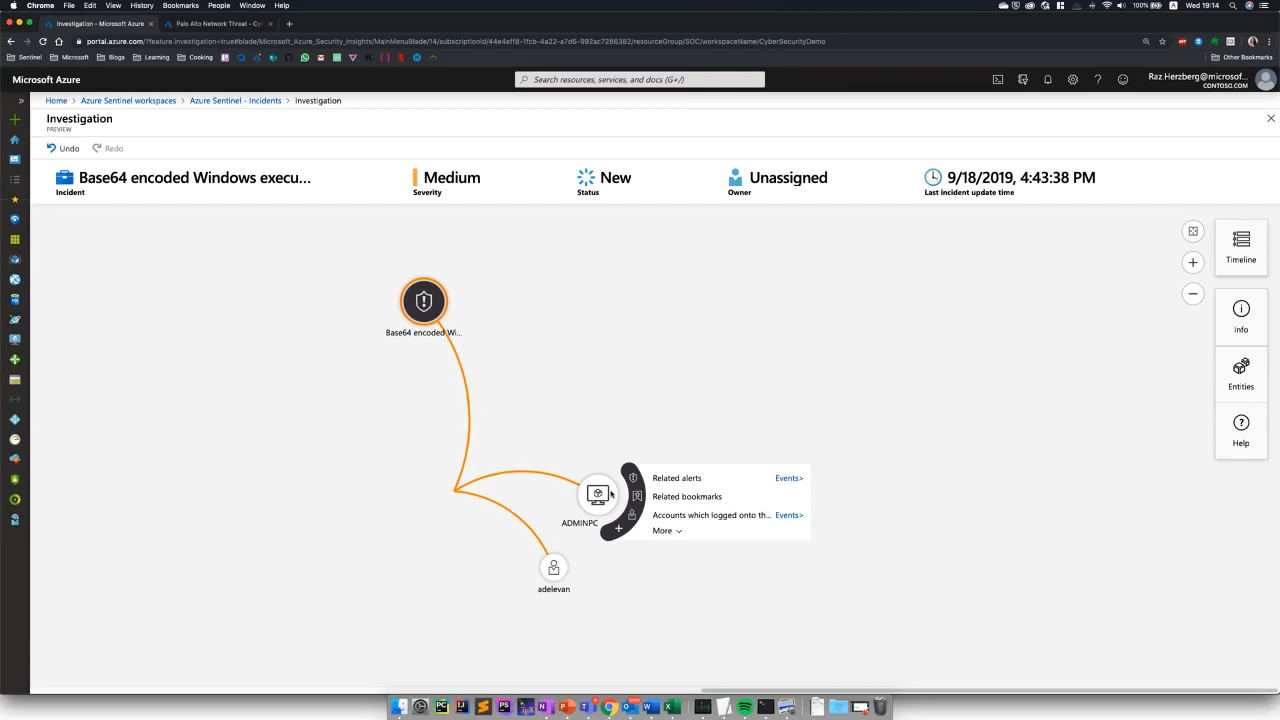 Chrome File Edit View History Bookmarks People Window Help 100% Wed 19:14
Investigation - Microsoft Azure Palo Alto Network Threat - Cy
portal.azure.com/?feature.investigation=true#blade/Microsoft_Azure_Security_Insights/MainMenuBlade/14/subscriptionId/44e4eff8-1fcb-4a22-a7d6-992ac7286382/resourceGroup/SOC/workspaceName/CyberSecurityDemo
Sentinel Microsoft Blogs Learning Cooking Other Bookmarks
Microsoft Azure Search resources, services, and docs (G+/) Raz.Herzberg@microsof...
CONTOSO.COM
Home > Azure Sentinel workspaces > Azure Sentinel - Incidents > Investigation
Investigation
PREVIEW
Undo Redo
Base64 encoded Windows execu... Medium New Unassigned 9/18/2019, 4:43:38 PM
Incident Severity Status Owner Last incident update time
Timeline
Info
Base64 encoded Wi...
Entities
Help
Related alerts Events>
Related bookmarks
Accounts which logged onto th... Events>
ADMINPC
More
adelevan